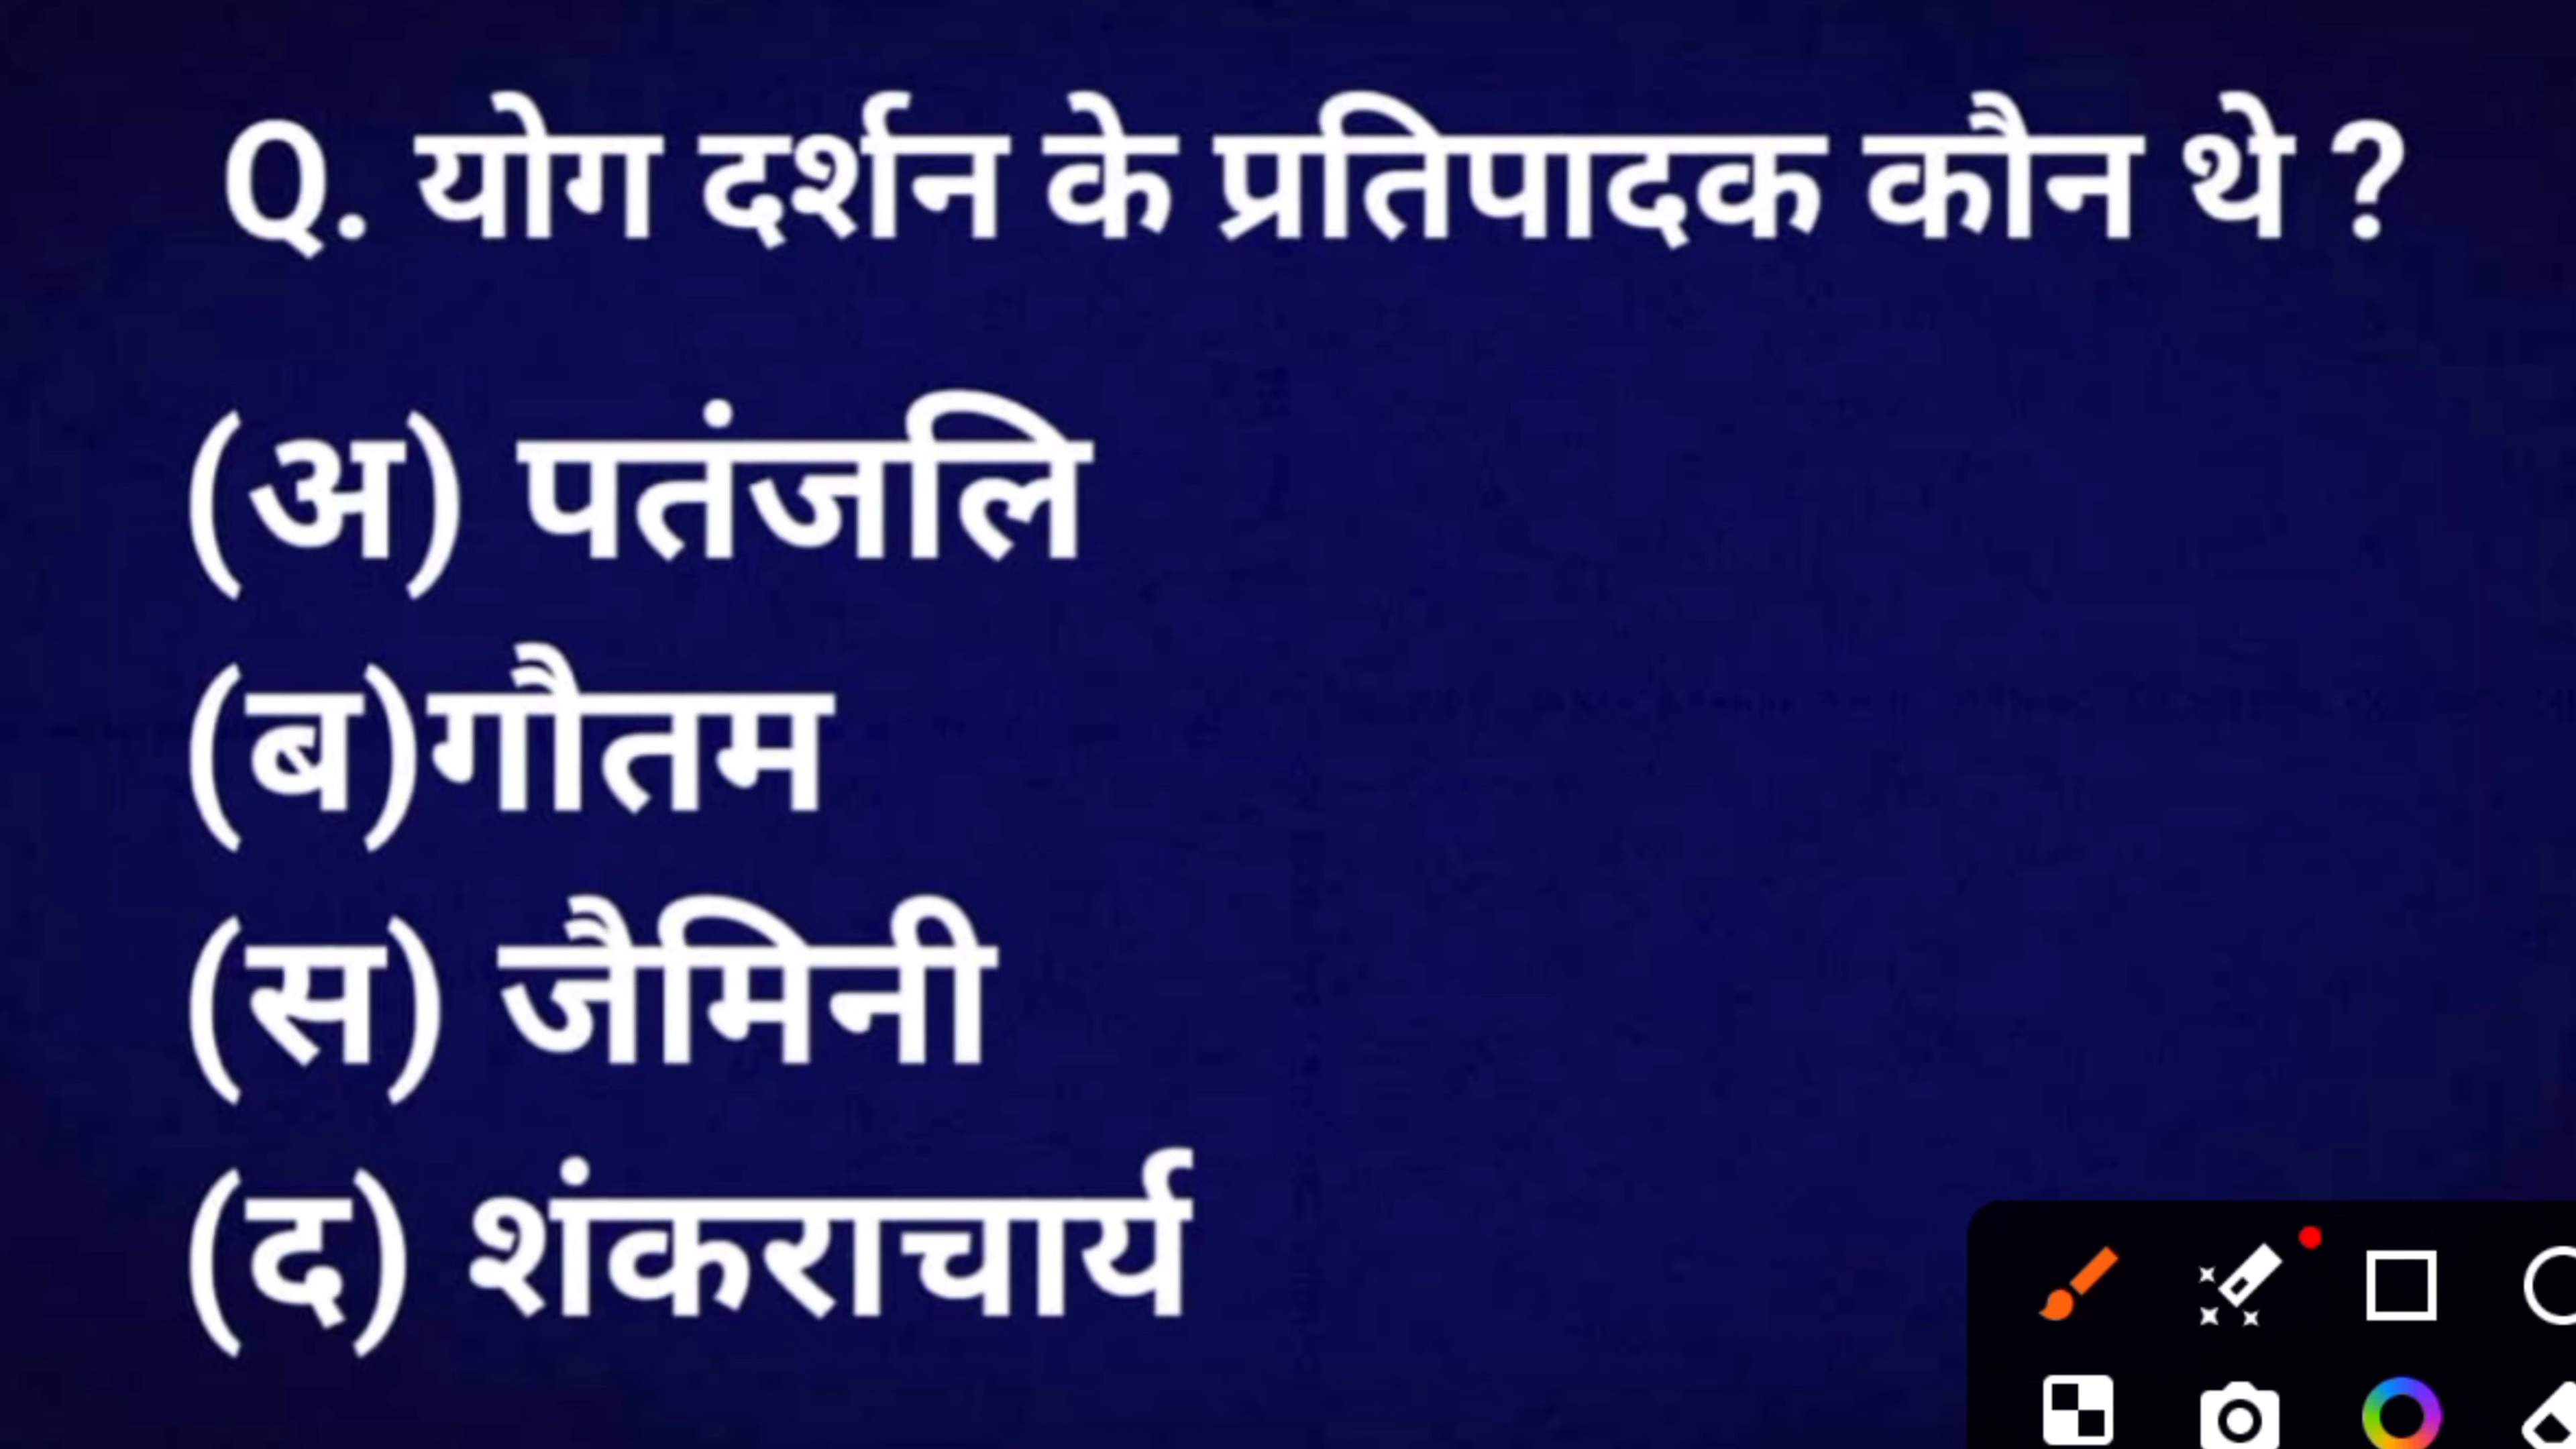 Q. योग दर्शन के प्रतिपादक कौन थे ?
(अ) पतंजलि
(ब)गौतम
(स) जैमिनी
(द) शंकराचार्य